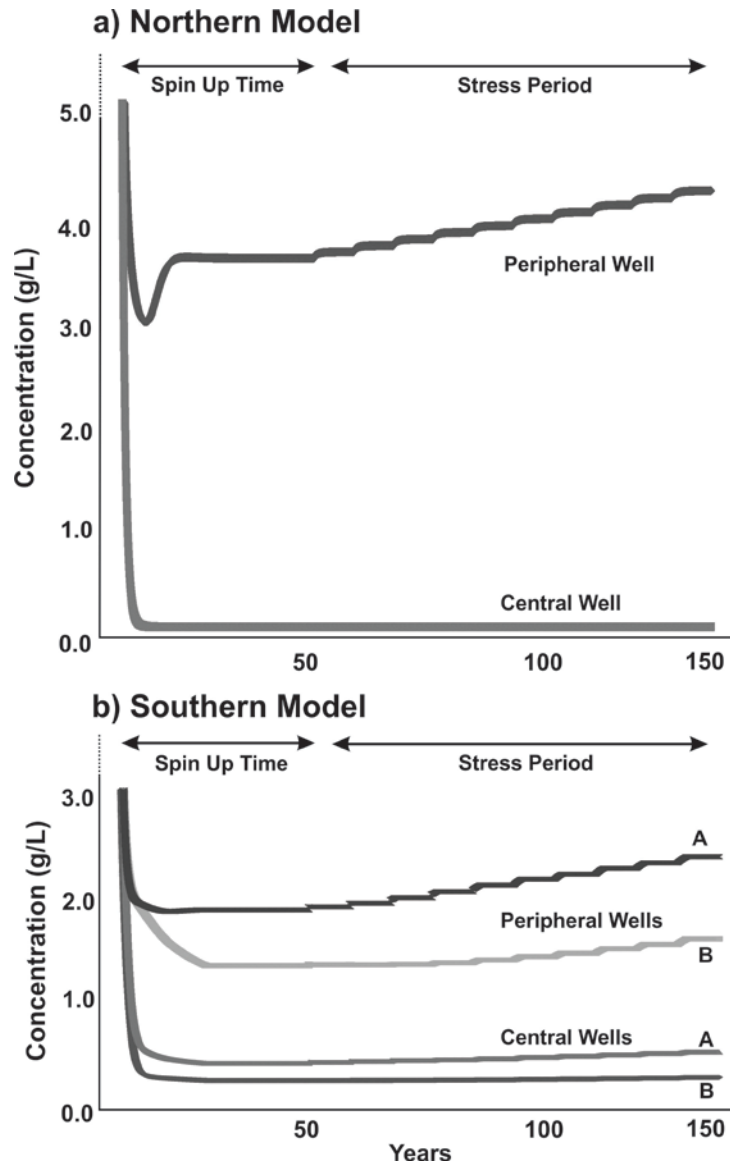 a) Northern Model
Spin Up Time Stress Period
5.0
4.0
3.0
2.0
1.0
0.0
Concentration (g/L)
Peripheral Well
Central Well
50 100 150
b) Southern Model
Spin Up Time Stress Period
3.0
2.0
1.0
0.0
Concentration (g/L)
A
Peripheral Wells
B
Central Wells
A
B
50 100 150
Years